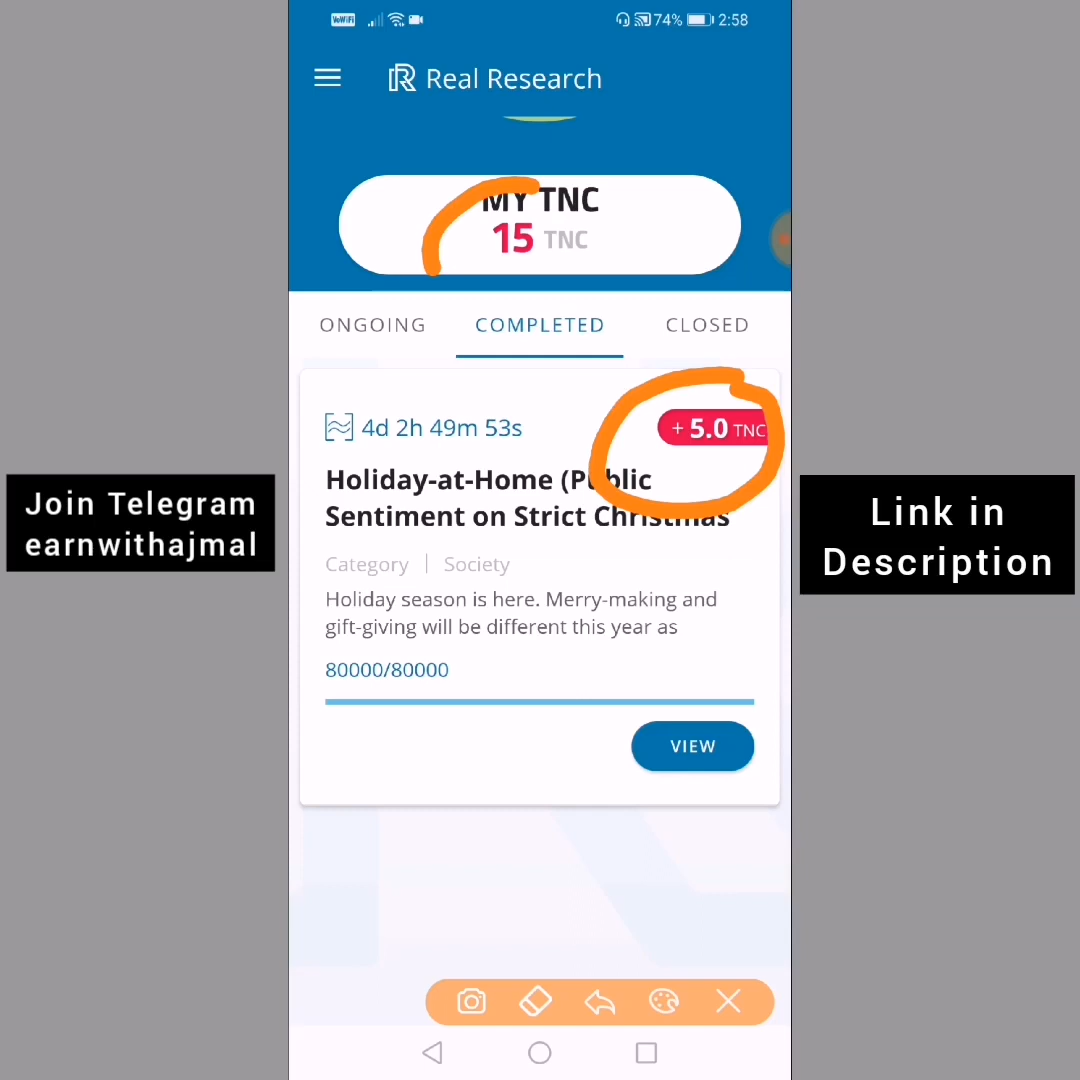 VoWiFi 74% 2:58
Real Research
MY TNC
15 TNC
ONGOING COMPLETED CLOSED
4d 2h 49m 53s + 5.0 TNC
Holiday-at-Home (Public
Sentiment on Strict Christmas
Category | Society
Holiday season is here. Merry-making and
gift-giving will be different this year as
80000/80000
VIEW
Join Telegram
earnwithajmal
Link in
Description